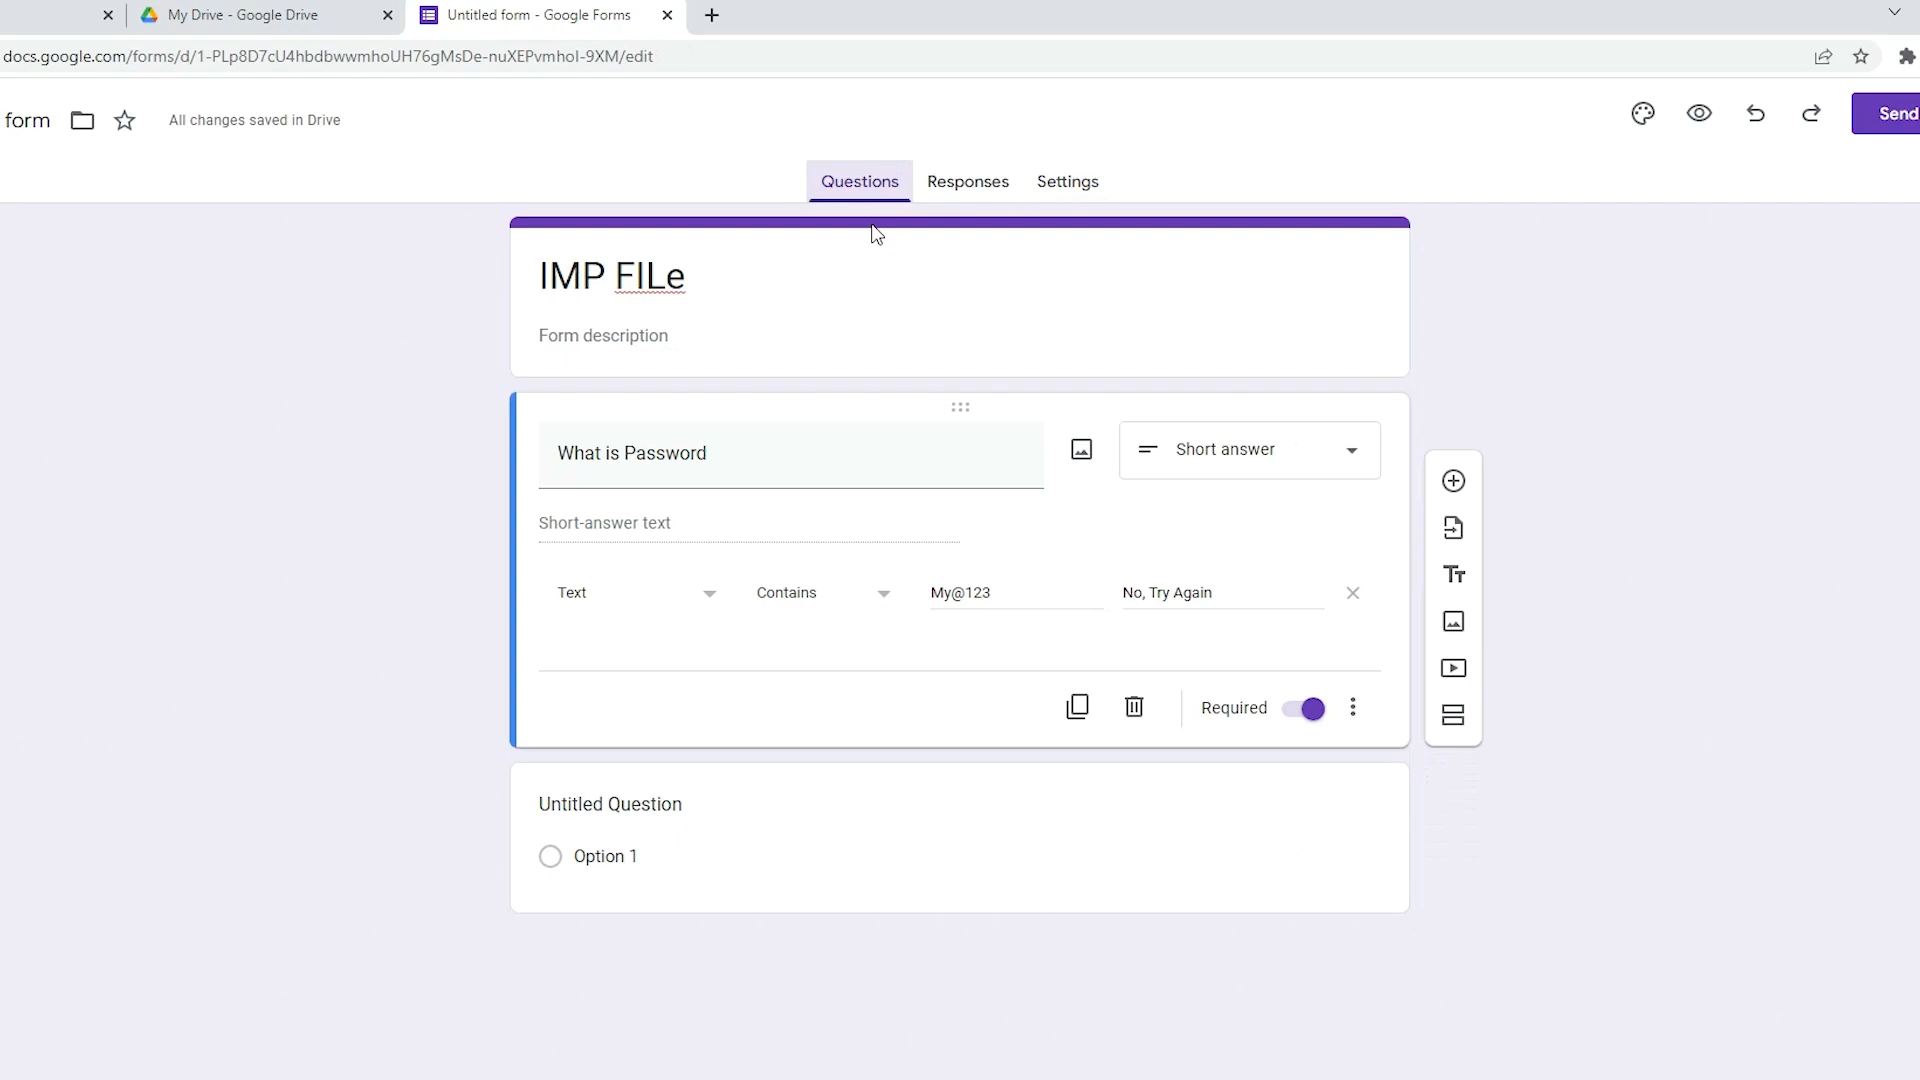 My Drive - Google Drive
Untitled form - Google Forms
docs.google.com/forms/d/1-PLp8D7cU4hbdbwwmhoUH76gMsDe-nuXEPvmhol-9XM/edit
form
All changes saved in Drive
Send
Questions
Responses
Settings
IMP FILe
Form description
What is Password
Short answer
Short-answer text
Text
Contains
My@123
No, Try Again
Required
Untitled Question
Option 1